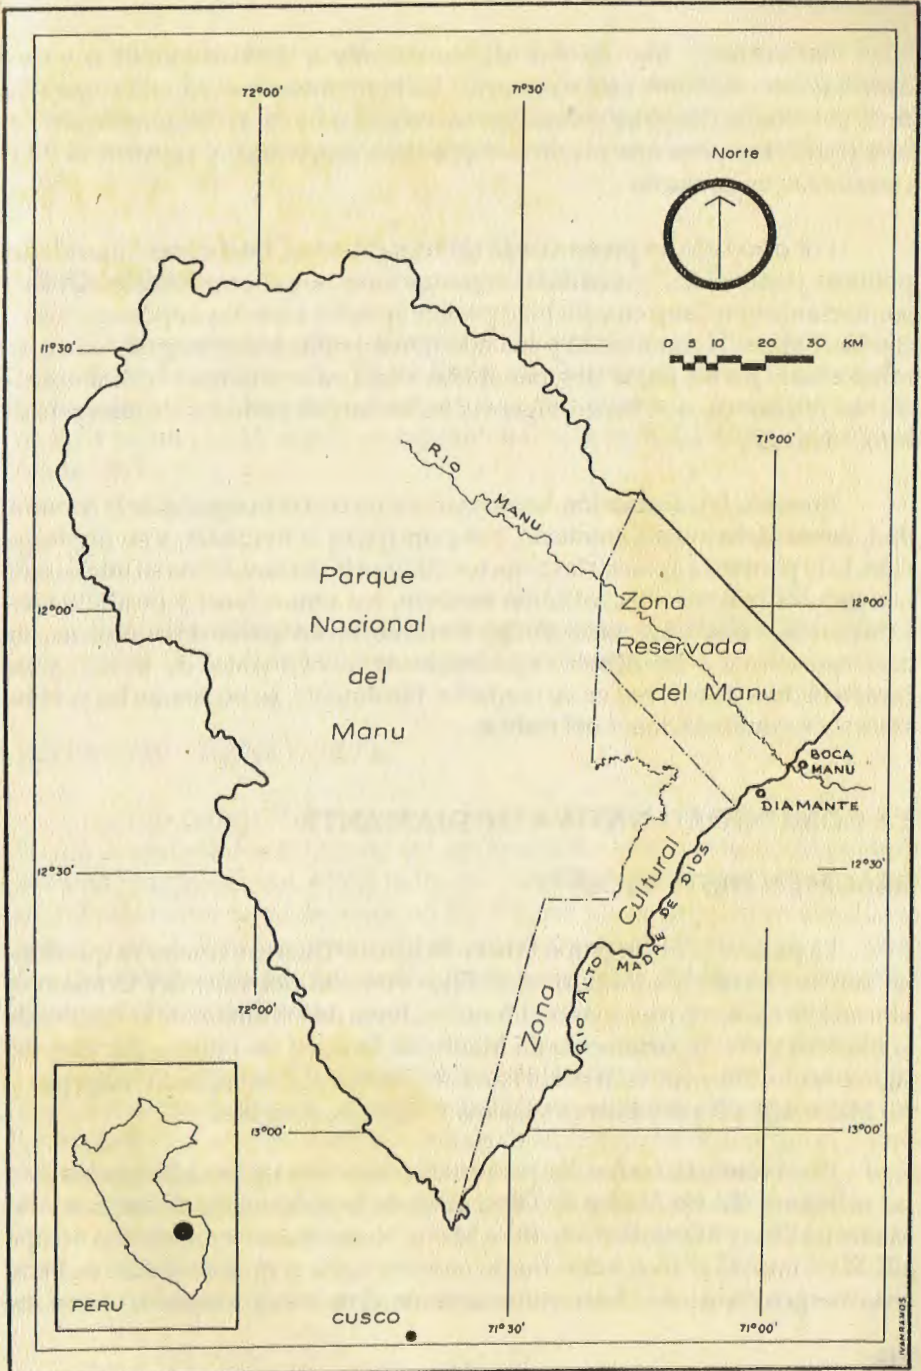 72°00'
71°30'
Norte
11°30'
0 5 10 20 30 KM
71°00'
RIO MANU
Parque
Nacional
del
Manu
12°00'
Zona
Reservada
del Manu
12°00'
BOCA
MANU
DIAMANTE
12°30'
Zona Cultural
12°30'
RIO ALTO MADRE DE DIOS
72°00'
13°00'
13°00'
PERU
CUSCO
71°30'
71°00'
IVAN RAMOS